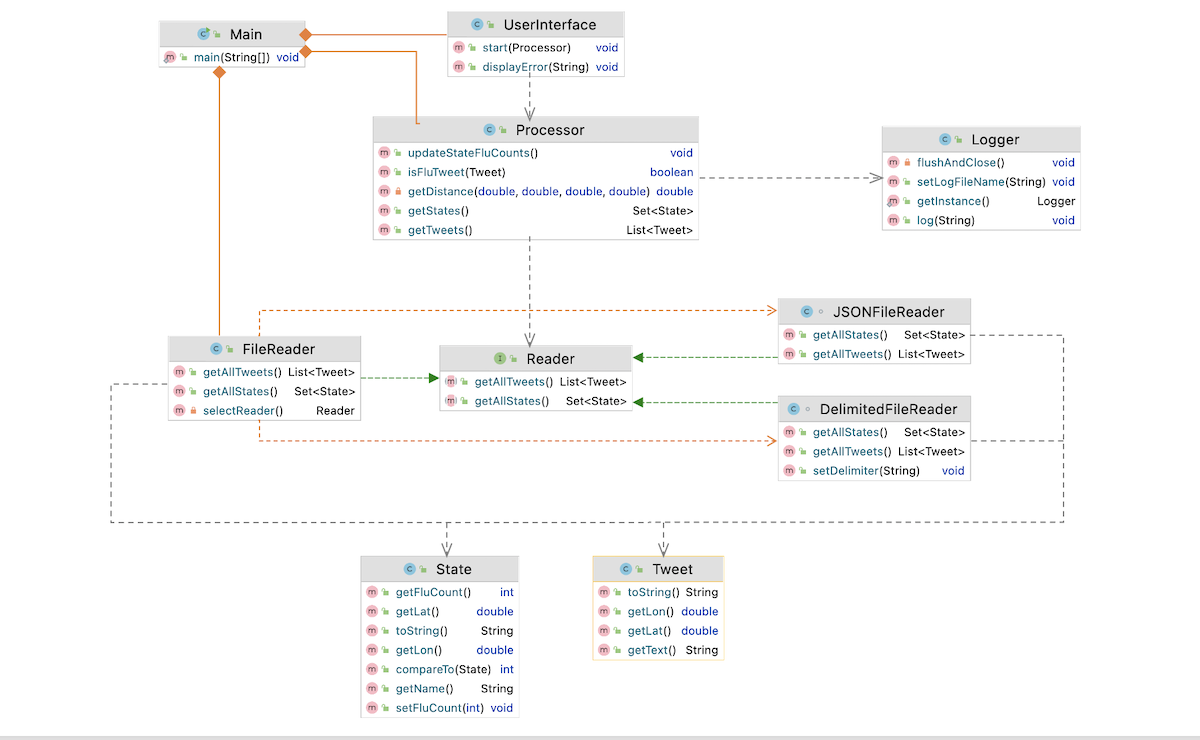 Main
main(String[]) void
UserInterface
start(Processor) void
displayError(String) void
Processor
updateStateFluCounts() void
isFluTweet(Tweet) boolean
getDistance(double, double, double, double) double
getStates() Set<State>
getTweets() List<Tweet>
Logger
flushAndClose() void
setLogFileName(String) void
getInstance() Logger
log(String) void
FileReader
getAllTweets() List<Tweet>
getAllStates() Set<State>
selectReader() Reader
Reader
getAllTweets() List<Tweet>
getAllStates() Set<State>
JSONFileReader
getAllStates() Set<State>
getAllTweets() List<Tweet>
DelimitedFileReader
getAllStates() Set<State>
getAllTweets() List<Tweet>
setDelimiter(String) void
State
getFluCount() int
getLat() double
toString() String
getLon() double
compareTo(State) int
getName() String
setFluCount(int) void
Tweet
toString() String
getLon() double
getLat() double
getText() String